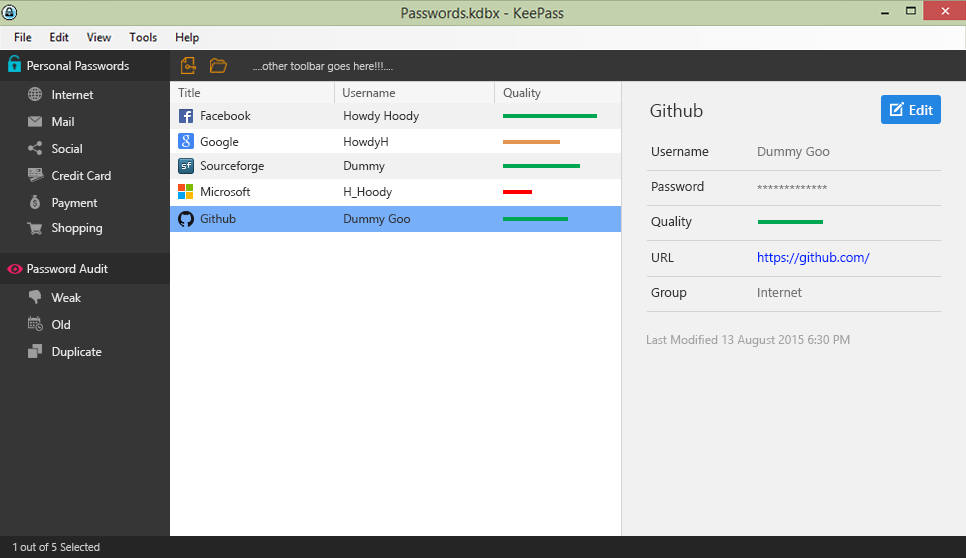 Passwords.kdbx - KeePass
File Edit View Tools Help
Personal Passwords
Internet
Mail
Social
Credit Card
Payment
Shopping
Password Audit
Weak
Old
Duplicate
....other toolbar goes here!!!....
Title Username Quality
Facebook Howdy Hoody
Google HowdyH
Sourceforge Dummy
Microsoft H_Hoody
Github Dummy Goo
Github
Edit
Username Dummy Goo
Password *************
Quality
URL https://github.com/
Group Internet
Last Modified 13 August 2015 6:30 PM
1 out of 5 Selected